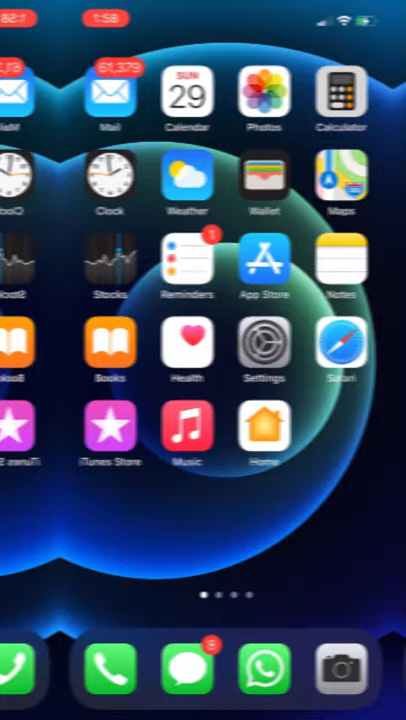 1:58
61,379
SUN
29
Mail Calendar Photos Calculator
Clock Weather Wallet Maps
1
Stocks Reminders App Store Notes
Books Health Settings Safari
iTunes Store Music Home
8